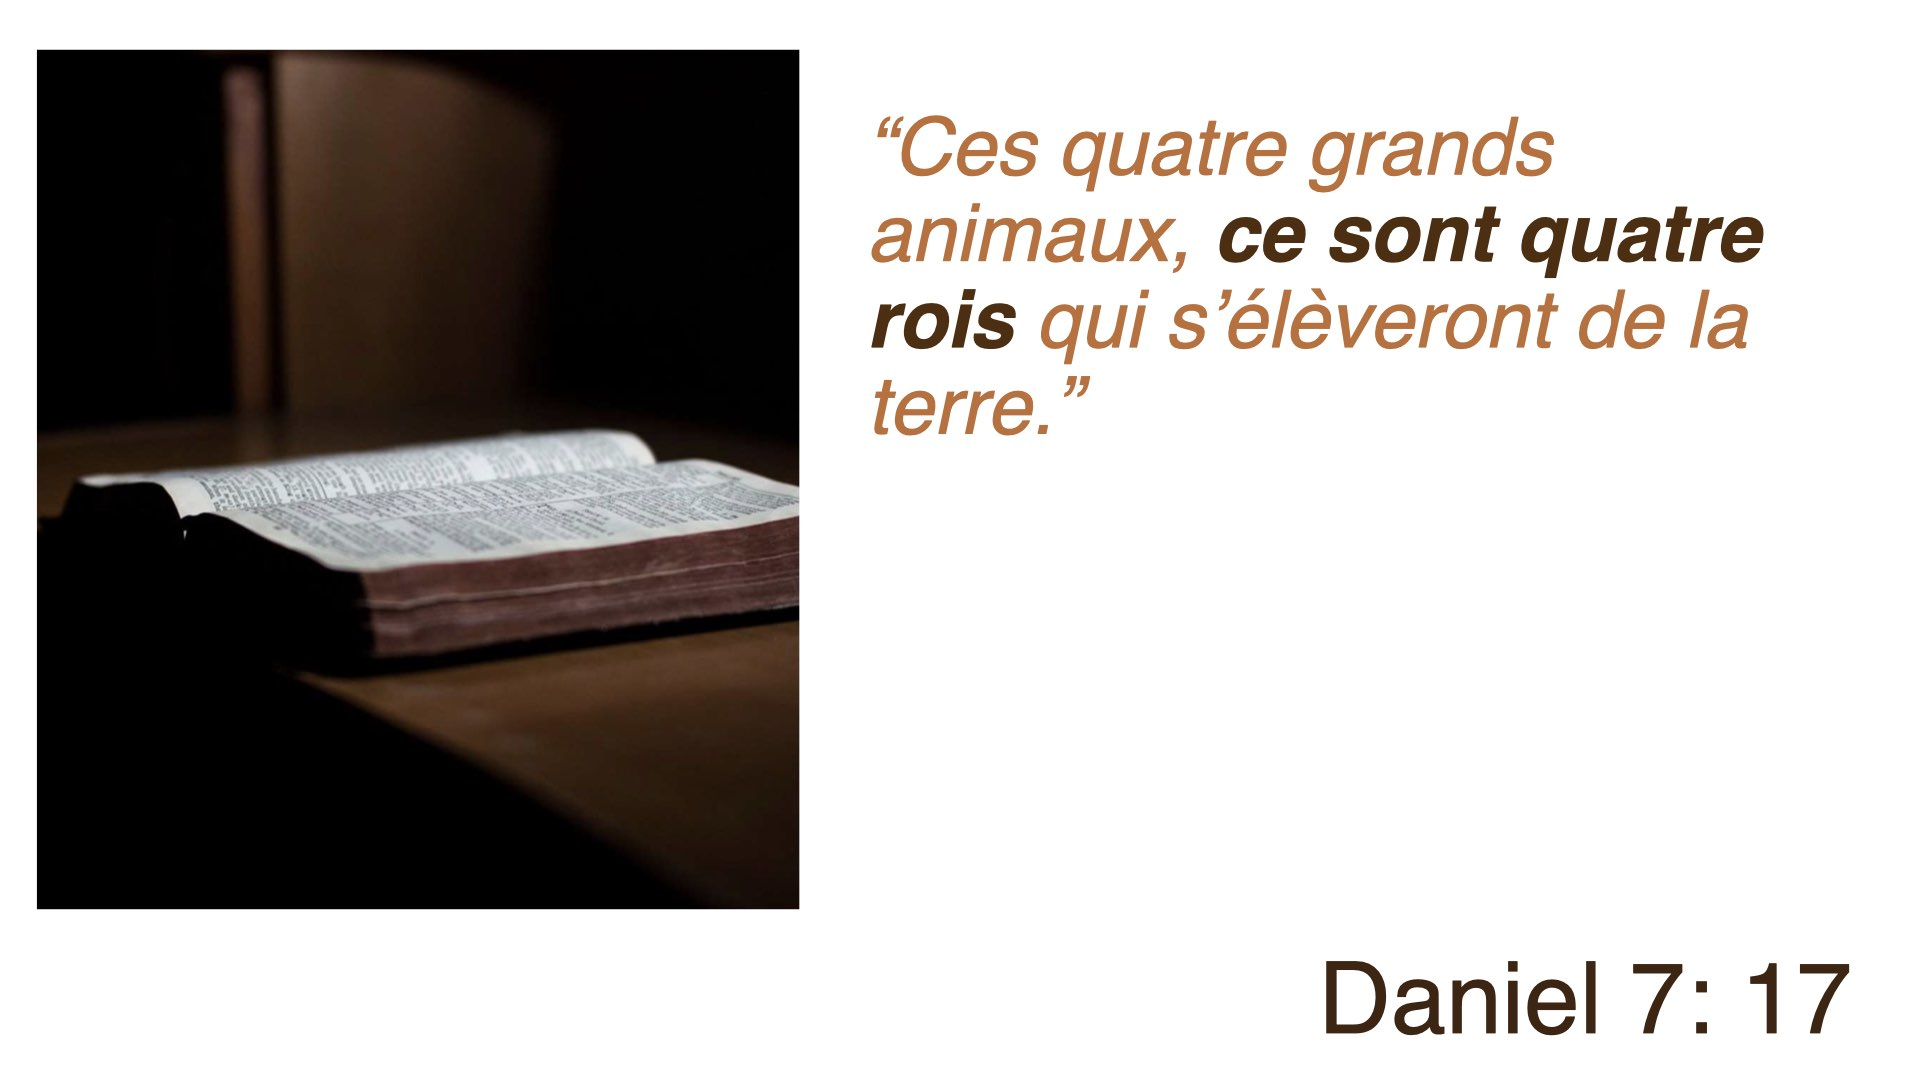 “Ces quatre grands
animaux, ce sont quatre
rois qui s’élèveront de la
terre.”
Daniel 7: 17